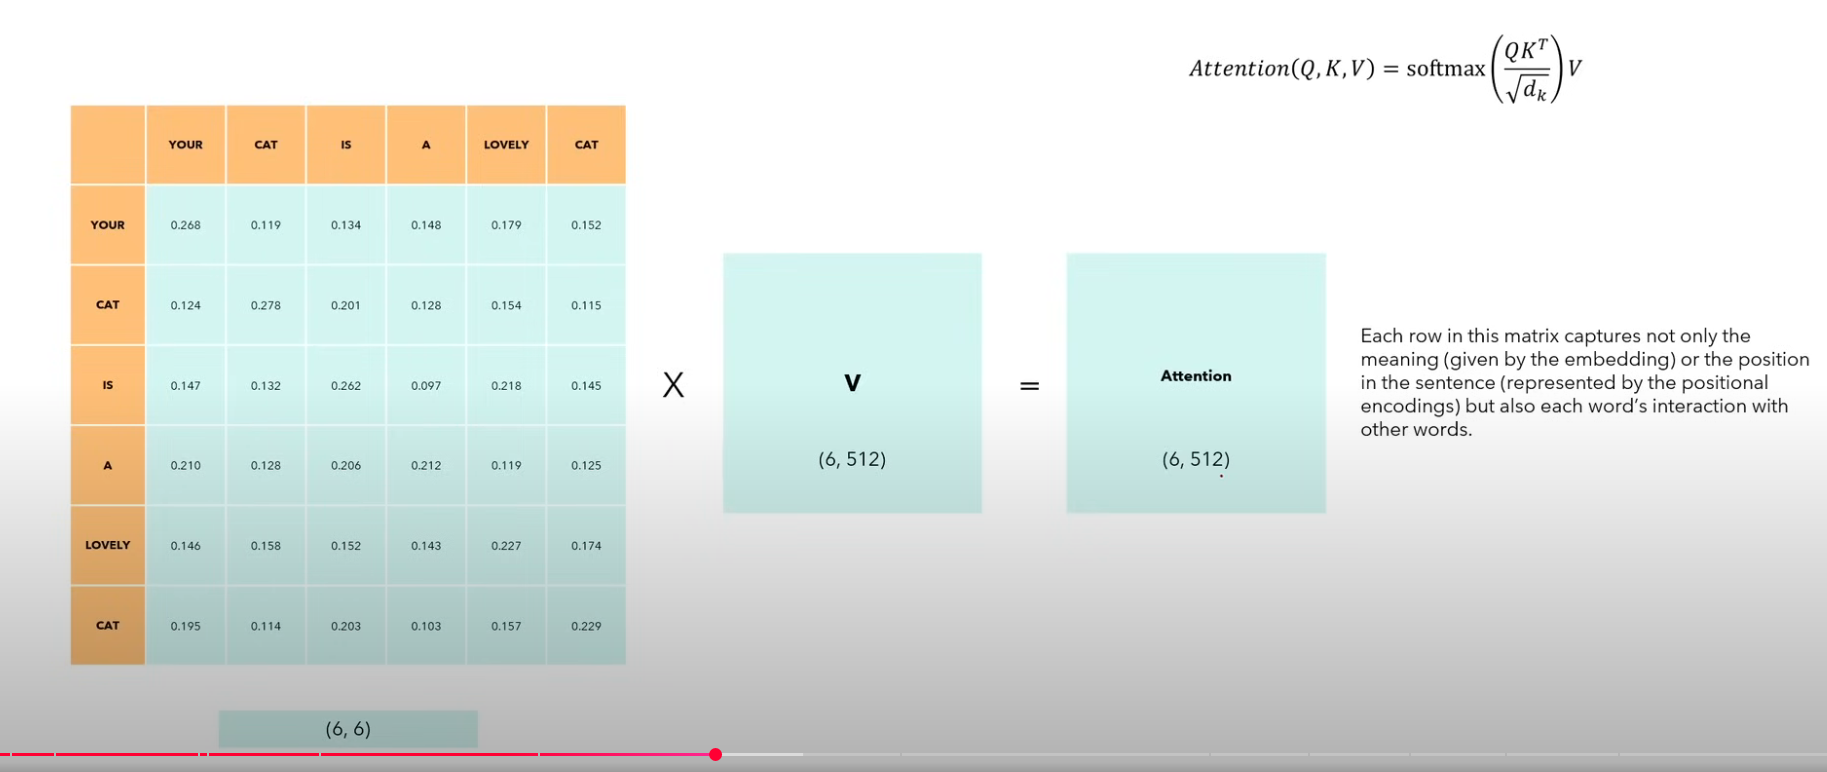 Attention(Q, K, V) = softmax(QKᵀ/√dₖ)V
YOUR CAT IS A LOVELY CAT
YOUR 0.268 0.119 0.134 0.148 0.179 0.152
CAT 0.124 0.278 0.201 0.128 0.154 0.115
IS 0.147 0.132 0.262 0.097 0.218 0.145
A 0.210 0.128 0.206 0.212 0.119 0.125
LOVELY 0.146 0.158 0.152 0.143 0.227 0.174
CAT 0.195 0.114 0.203 0.103 0.157 0.229
(6, 6)
X
V
(6, 512)
=
Attention
(6, 512)
Each row in this matrix captures not only the
meaning (given by the embedding) or the position
in the sentence (represented by the positional
encodings) but also each word’s interaction with
other words.